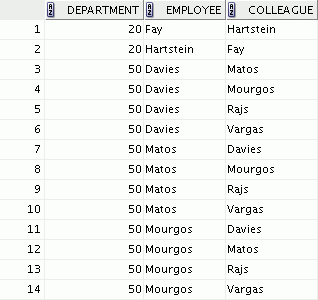 DEPARTMENT EMPLOYEE COLLEAGUE
1 20 Fay Hartstein
2 20 Hartstein Fay
3 50 Davies Matos
4 50 Davies Mourgos
5 50 Davies Rajs
6 50 Davies Vargas
7 50 Matos Davies
8 50 Matos Mourgos
9 50 Matos Rajs
10 50 Matos Vargas
11 50 Mourgos Davies
12 50 Mourgos Matos
13 50 Mourgos Rajs
14 50 Mourgos Vargas